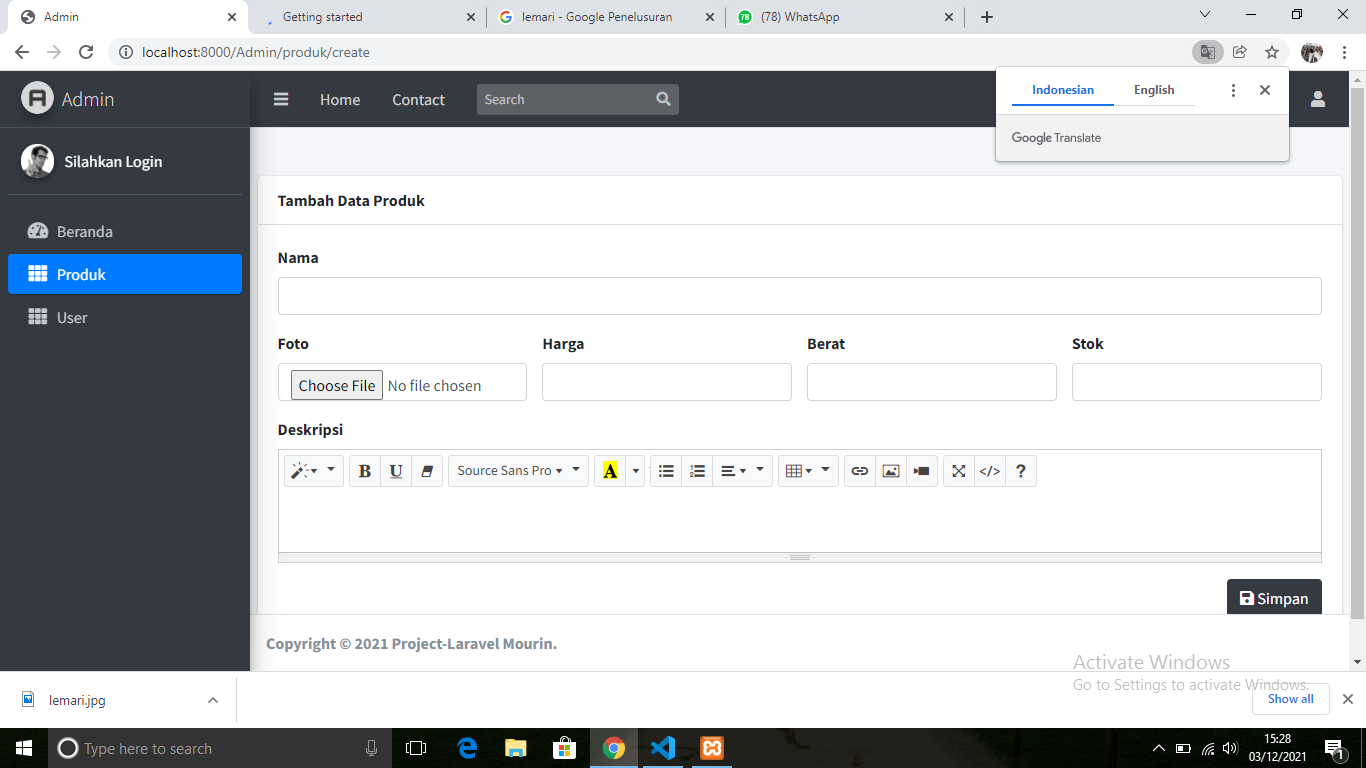 Admin
Getting started
lemari - Google Penelusuran
(78) WhatsApp
localhost:8000/Admin/produk/create
Admin
Home
Contact
Search
Indonesian
English
Google Translate
Silahkan Login
Beranda
Produk
User
Tambah Data Produk
Nama
Foto
Harga
Berat
Stok
Choose File No file chosen
Deskripsi
B U Source Sans Pro A </> ?
Simpan
Copyright © 2021 Project-Laravel Mourin.
Activate Windows
Go to Settings to activate Windows.
lemari.jpg
Show all
Type here to search
15:28
03/12/2021
1